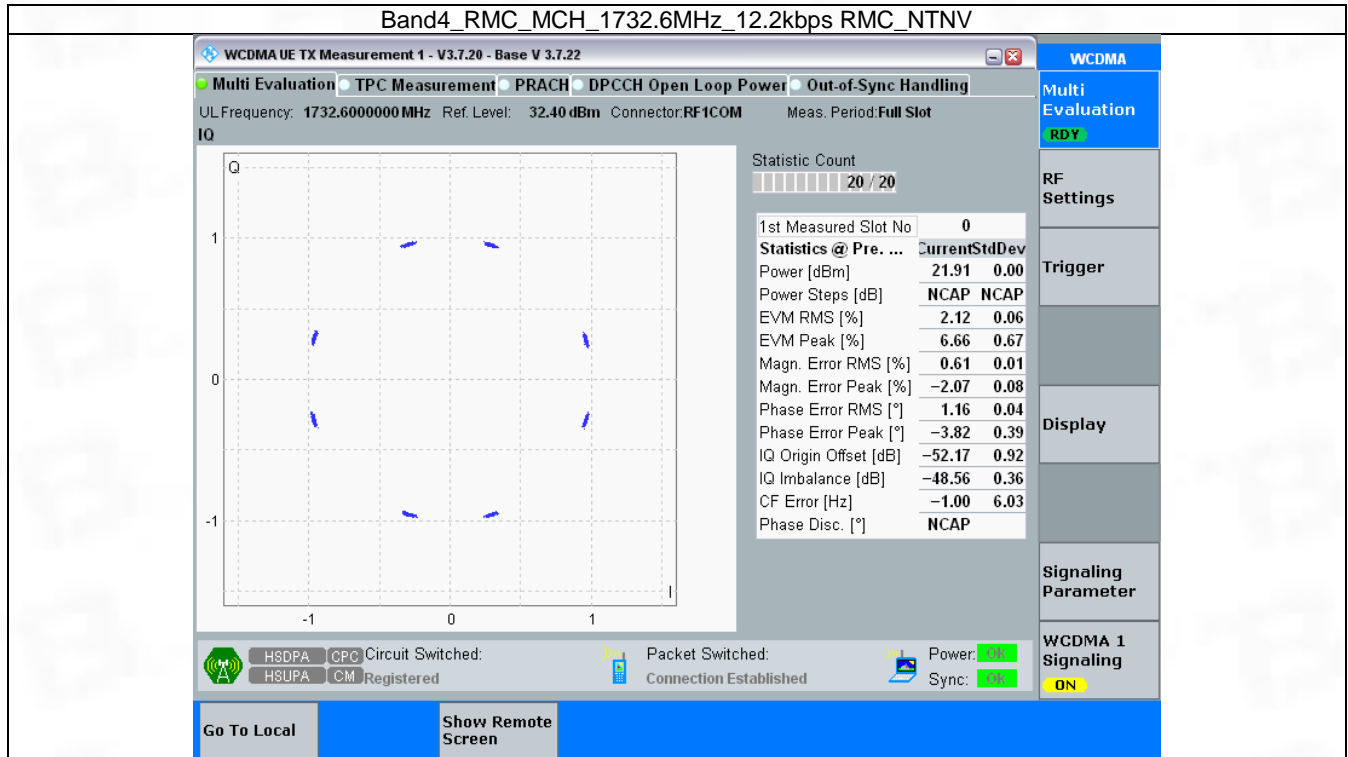 Band4_RMC_MCH_1732.6MHz_12.2kbps RMC_NTNV
WCDMA UE TX Measurement 1 - V3.7.20 - Base V 3.7.22
WCDMA
Multi Evaluation TPC Measurement PRACH DPCCH Open Loop Power Out-of-Sync Handling
Multi
Evaluation
RDY
UL Frequency: 1732.6000000 MHz Ref. Level: 32.40 dBm Connector:RF1COM Meas. Period:Full Slot
IQ
Q
1
0
-1
I
-1 0 1
Statistic Count
20 / 20
1st Measured Slot No 0
Statistics @ Pre. ... Current StdDev
Power [dBm] 21.91 0.00
Power Steps [dB] NCAP NCAP
EVM RMS [%] 2.12 0.06
EVM Peak [%] 6.66 0.67
Magn. Error RMS [%] 0.61 0.01
Magn. Error Peak [%] −2.07 0.08
Phase Error RMS [°] 1.16 0.04
Phase Error Peak [°] −3.82 0.39
IQ Origin Offset [dB] −52.17 0.92
IQ Imbalance [dB] −48.56 0.36
CF Error [Hz] −1.00 6.03
Phase Disc. [°] NCAP
RF
Settings
Trigger
Display
Signaling
Parameter
WCDMA 1
Signaling
ON
HSDPA CPC Circuit Switched: Packet Switched: Power: OK
HSUPA CM Registered Connection Established Sync: OK
Go To Local
Show Remote
Screen